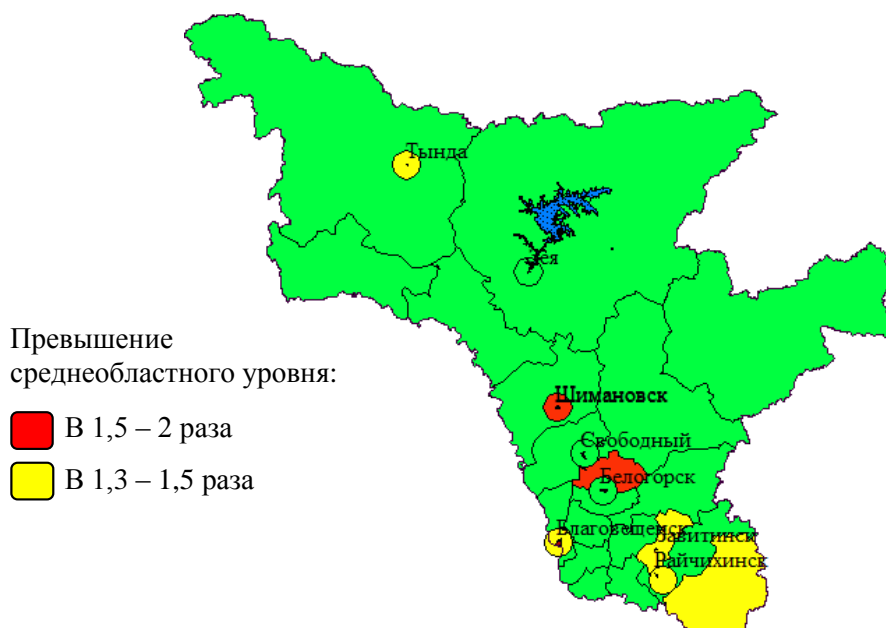 Тында
Зея
Превышение
среднеобластного уровня:
Шимановск
В 1,5 – 2 раза
Свободный
В 1,3 – 1,5 раза
Белогорск
Благовещенск
Райчихинск